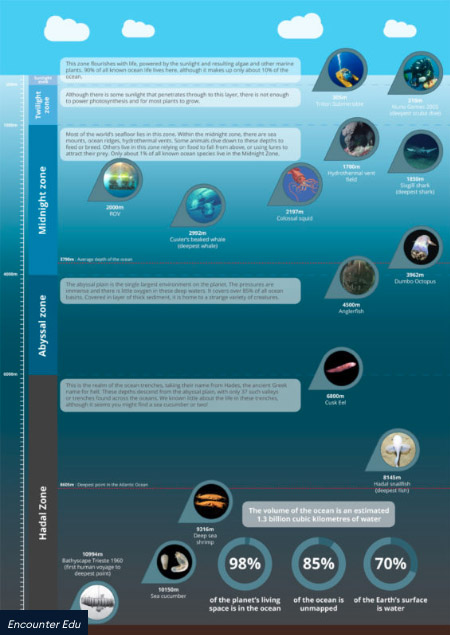 This zone flourishes with life, powered by the sunlight and resulting algae and other marine
plants. 90% of all known ocean life lives here, although it makes up only about 10% of the
ocean.
Sunlight
zone
Although there is some sunlight that penetrates through to this layer, there is not enough
to power photosynthesis and for most plants to grow.
Twilight
zone
1000m
Most of the world's seafloor lies in this zone. Within the midnight zone, there are sea
mounts, ocean ridges, hydrothermal vents. Some animals dive down to these depths to
feed or breed. Others live in this zone relying on food to fall from above, or using lures to
attract their prey. Only about 1% of all known ocean species live in the Midnight Zone.
Midnight zone
(deepest scuba dive)
1700m
Hydrothermal vent
field
(deepest shark)
2000m
ROV
2197m
Colossal squid
2992m
Cuvier's beaked whale
(deepest whale)
- Average depth of the ocean
4000m
3962m
Dumbo Octopus
Abyssal zone
The abyssal plain is the single largest environment on the planet. The pressures are
immense and there is little oxygen in these deep waters. It covers over 85% of all ocean
basins. Covered in layer of thick sediment, it is home to a strange variety of creatures.
4500m
Anglerfish
6000m
6000m
Cusk Eel
Hadal Zone
This is the realm of the ocean trenches, taking their name from Hades, the ancient Greek
name for hell. These depths descend from the abyssal plain, with only 37 such valleys
or trenches found across the oceans. We known little about the life in these trenches,
although it seems you might find a sea cucumber or two!
8145m
Hadal snailfish
(deepest fish)
- Deepest point in the Atlantic Ocean
9316m
Deep sea
shrimp
The volume of the ocean is an estimated
1.3 billion cubic kilometres of water
10994m
Bathyscape Trieste 1960
(first human voyage to
deepest point)
10150m
Sea cucumber
98%
of the planet's living
space is in the ocean
85%
of the ocean is
unmapped
70%
of the Earth's surface
is water
Encounter Edu